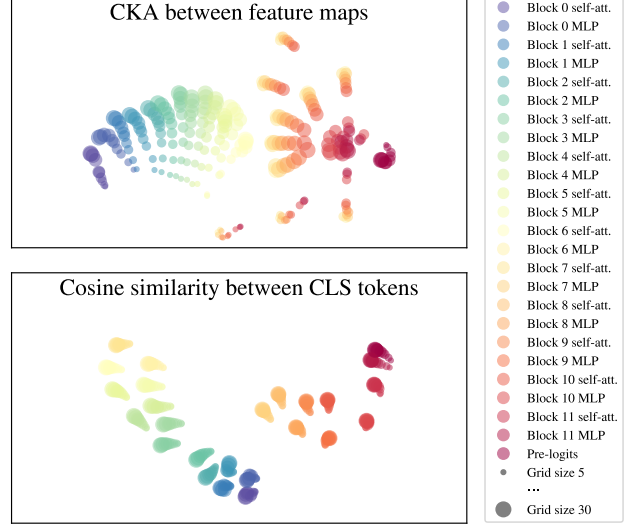 CKA between feature maps
Cosine similarity between CLS tokens
Block 0 self-att.
Block 0 MLP
Block 1 self-att.
Block 1 MLP
Block 2 self-att.
Block 2 MLP
Block 3 self-att.
Block 3 MLP
Block 4 self-att.
Block 4 MLP
Block 5 self-att.
Block 5 MLP
Block 6 self-att.
Block 6 MLP
Block 7 self-att.
Block 7 MLP
Block 8 self-att.
Block 8 MLP
Block 9 self-att.
Block 9 MLP
Block 10 self-att.
Block 10 MLP
Block 11 self-att.
Block 11 MLP
Pre-logits
Grid size 5
...
Grid size 30